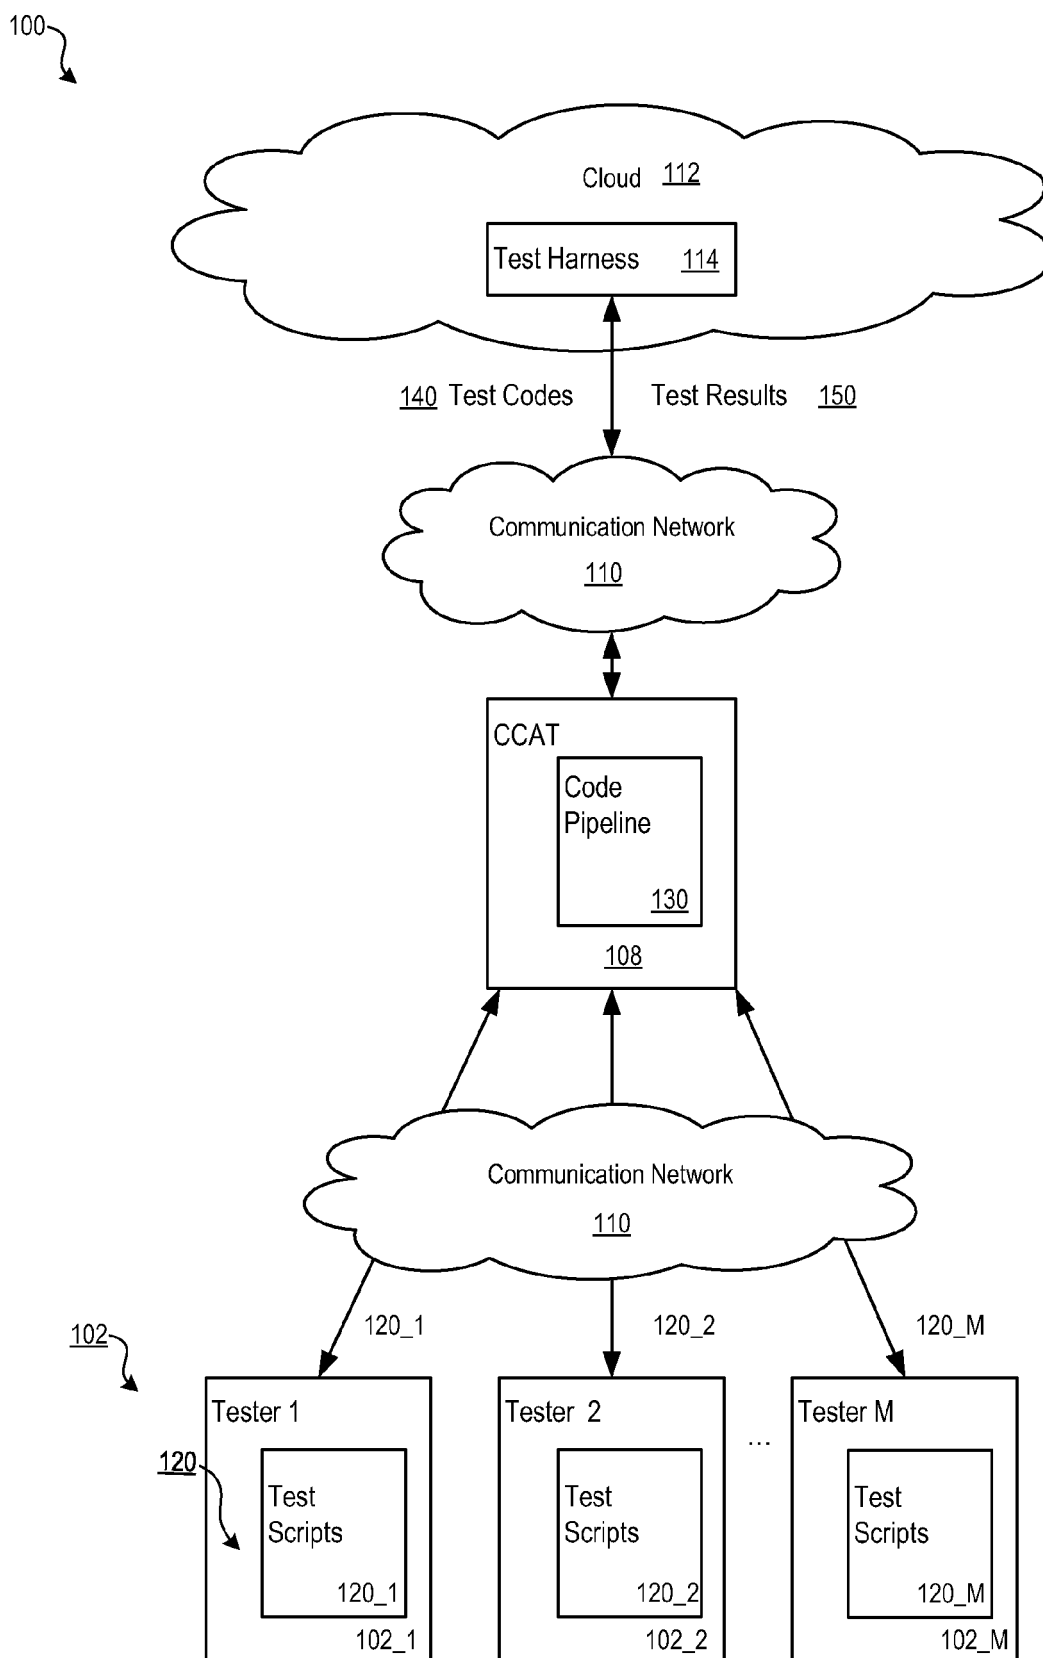 100
Cloud 112
Test Harness 114
140 Test Codes Test Results 150
Communication Network
110
CCAT
Code
Pipeline
130
108
Communication Network
110
120_1 120_2 120_M
102
Tester 1 Tester 2 Tester M
...
120
Test
Scripts
120_1
102_1
Test
Scripts
120_2
102_2
Test
Scripts
120_M
102_M